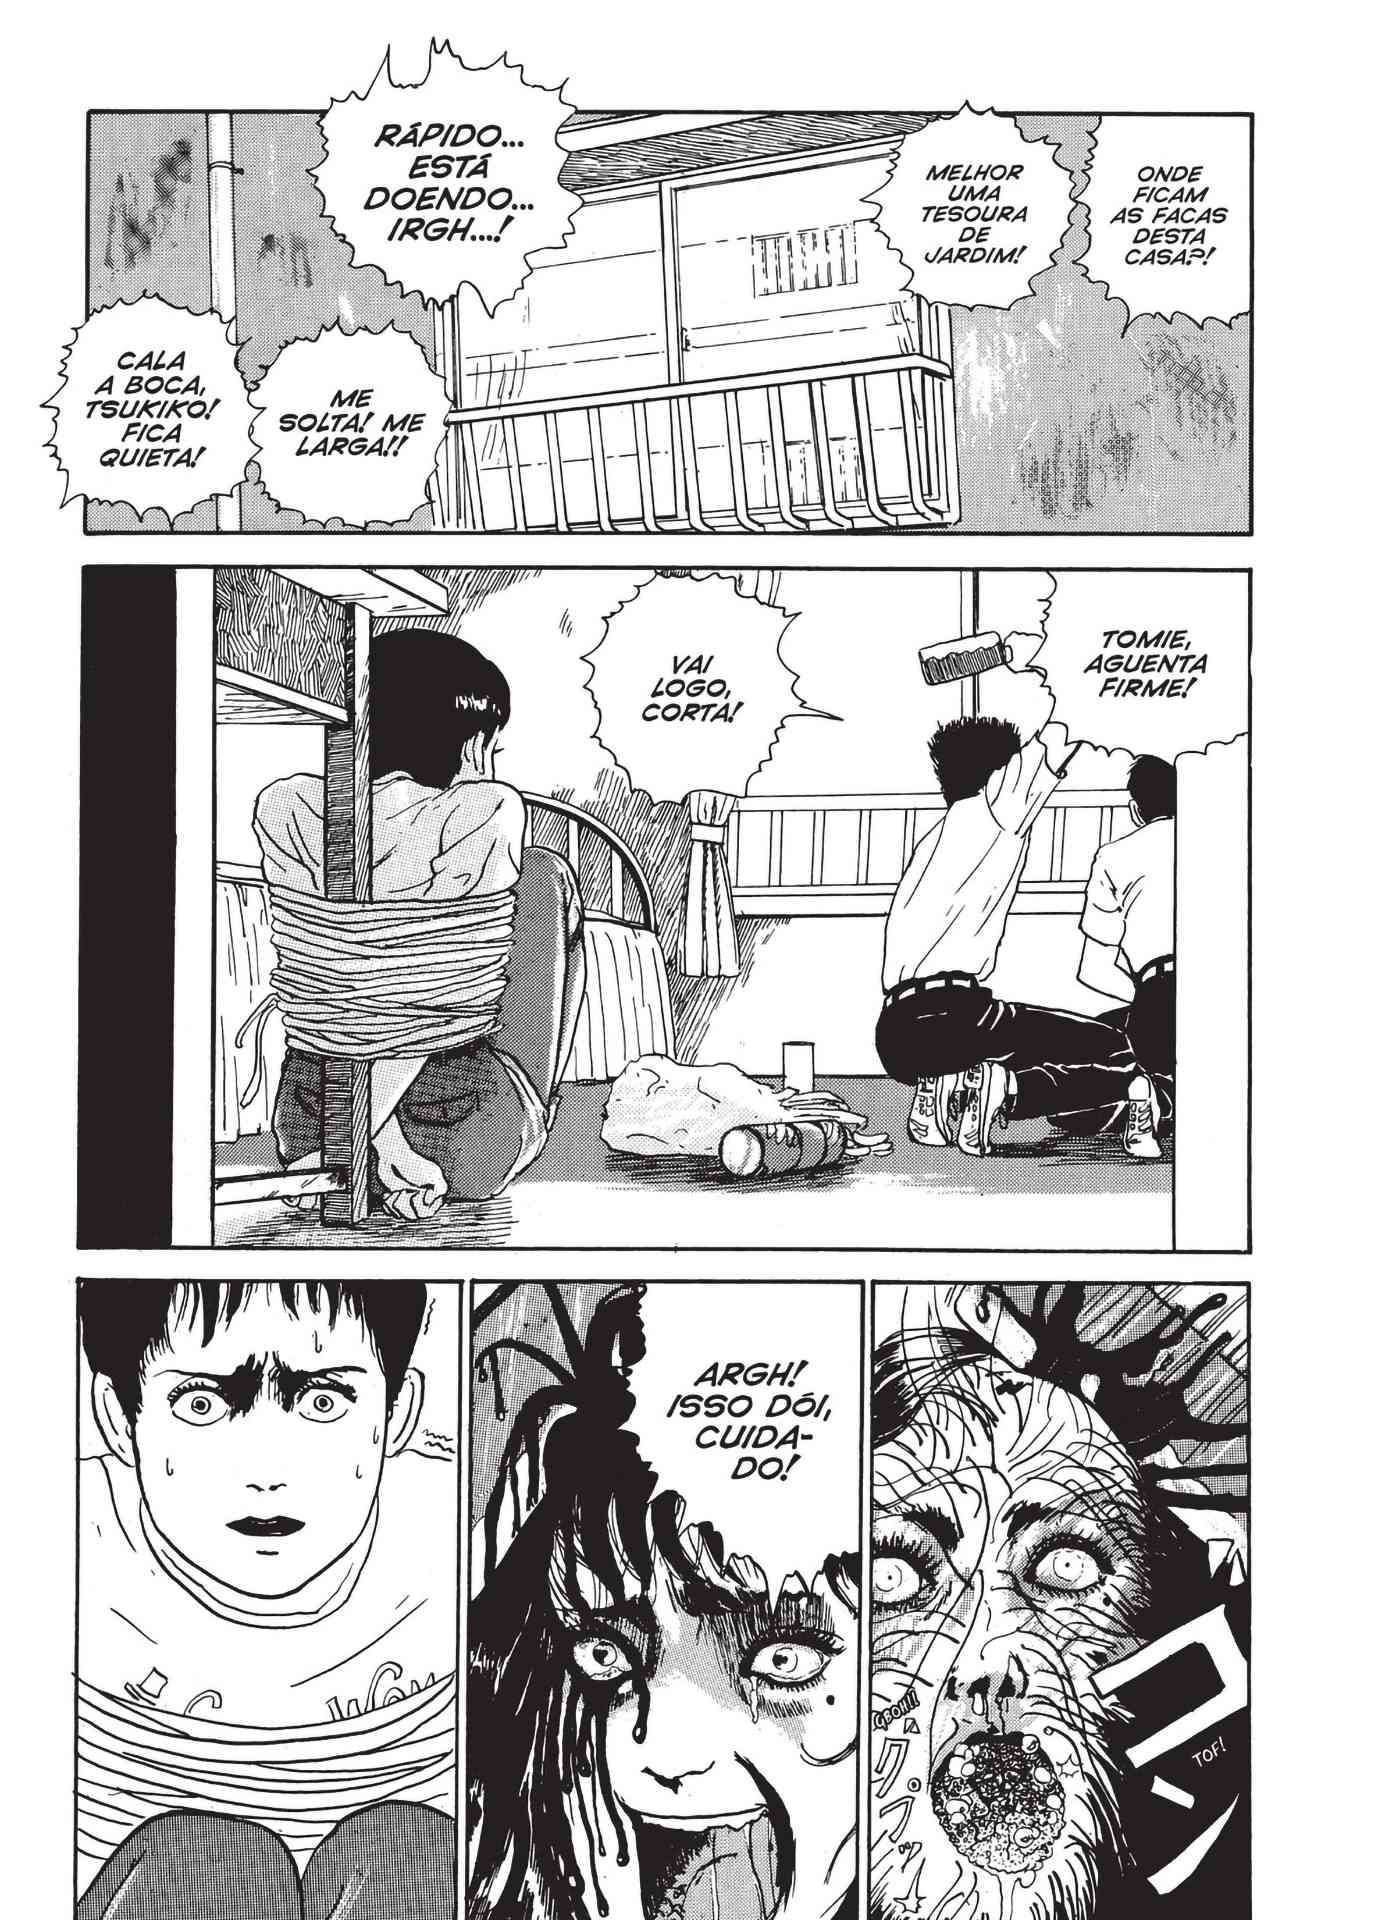 ONDE
FICAM
AS FACAS
DESTA
CASA?!
MELHOR
UMA
TESOURA
DE
JARDIM!
RÁPIDO...
ESTÁ
DOENDO...
IRGH...!
ME
SOLTA! ME
LARGA!!
CALA
A BOCA,
TSUKIKO!
FICA
QUIETA!
TOMIE,
AGUENTA
FIRME!
VAI
LOGO,
CORTA!
TOF!
GBOH!!
ARGH!
ISSO DÓI,
CUIDA-
DO!